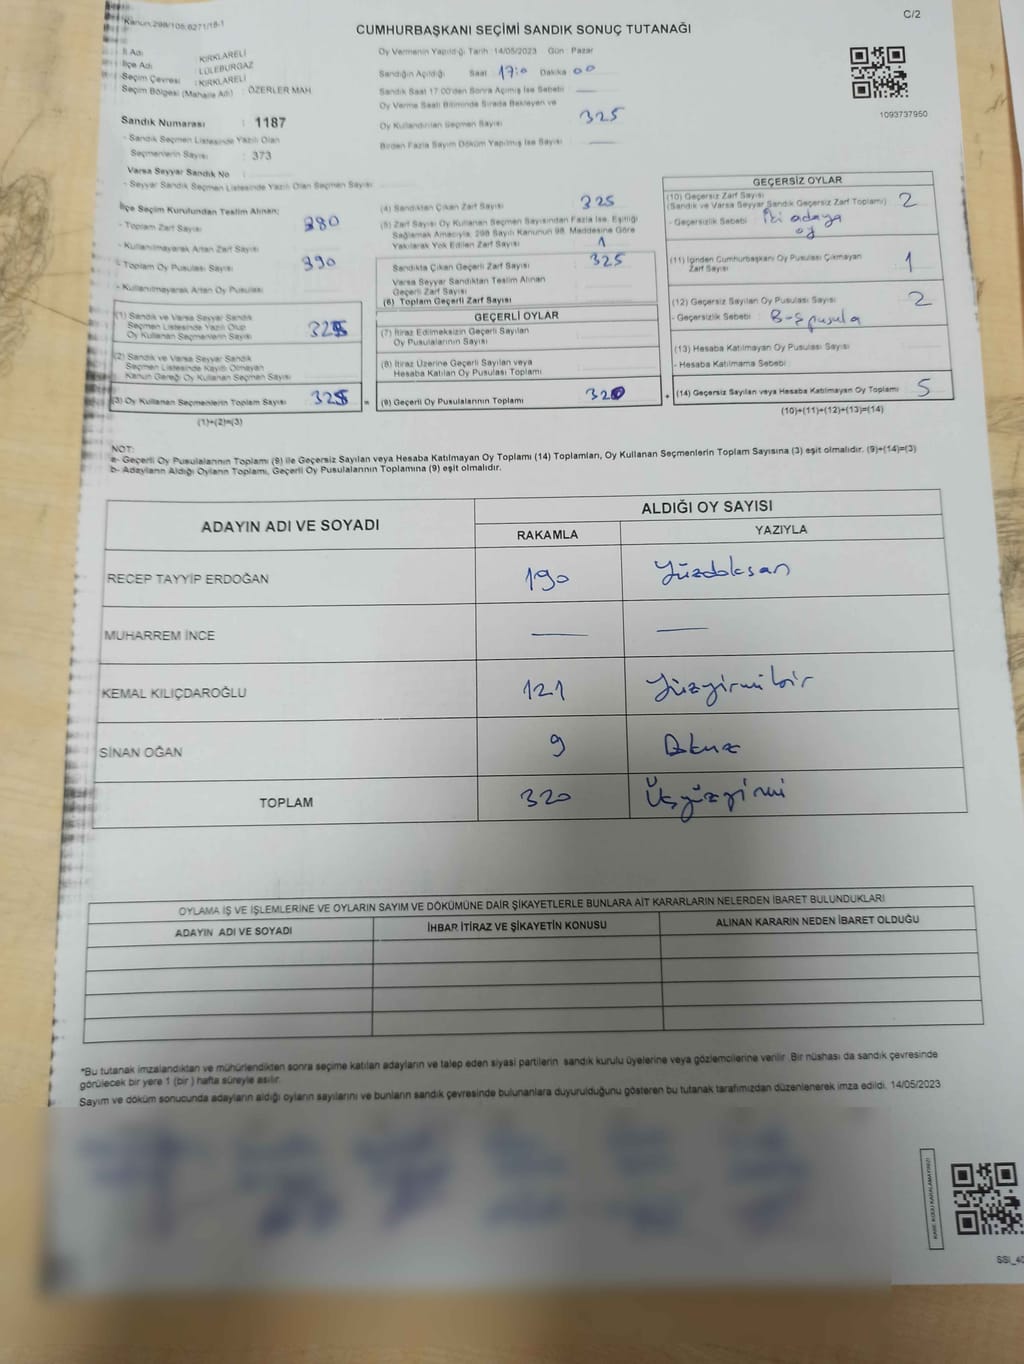 Kanun:298/105,6271/18-1
C/2
CUMHURBAŞKANI SEÇİMİ SANDIK SONUÇ TUTANAĞI
İl Adı : KIRKLARELİ
İlçe Adı : LÜLEBURGAZ
Seçim Çevresi : KIRKLARELİ
Seçim Bölgesi (Mahalle Adı) : ÖZERLER MAH
Sandık Numarası : 1187
- Sandık Seçmen Listesinde Yazılı Olan
Seçmenlerin Sayısı : 373
Varsa Seyyar Sandık No :
- Seyyar Sandık Seçmen Listesinde Yazılı Olan Seçmen Sayısı
Oy Vermenin Yapıldığı Tarih :14/05/2023 Gün : Pazar
Sandığın Açıldığı Saat 17:0 Dakika 00
Sandık Saat 17.00'den Sonra Açılmış İse Sebebi
Oy Verme Saati Bitiminde Sırada Bekleyen ve
Oy Kullandırılan Seçmen Sayısı 325
Birden Fazla Sayım Döküm Yapılmış İse Sayısı
1093737950
İlçe Seçim Kurulundan Teslim Alınan;
- Toplam Zarf Sayısı 380
- Kullanılmayarak Artan Zarf Sayısı
- Toplam Oy Pusulası Sayısı 390
- Kullanılmayarak Artan Oy Pusulası
(1) Sandık ve Varsa Seyyar Sandık
Seçmen Listesinde Yazılı Olup
Oy Kullanan Seçmenlerin Sayısı 325
(2) Sandık ve Varsa Seyyar Sandık
Seçmen Listesinde Kayıtlı Olmayan
Kanun Gereği Oy Kullanan Seçmen Sayısı
(3) Oy Kullanan Seçmenlerin Toplam Sayısı 325 =
(1)+(2)=(3)
(4) Sandıktan Çıkan Zarf Sayısı 325
(5) Zarf Sayısı Oy Kullanan Seçmen Sayısından Fazla İse, Eşitliği
Sağlamak Amacıyla, 298 Sayılı Kanunun 98. Maddesine Göre
Yakılarak Yok Edilen Zarf Sayısı 1
Sandıkta Çıkan Geçerli Zarf Sayısı 325
Varsa Seyyar Sandıktan Teslim Alınan
Geçerli Zarf Sayısı
(6) Toplam Geçerli Zarf Sayısı
GEÇERLİ OYLAR
(7) İtiraz Edilmeksizin Geçerli Sayılan
Oy Pusulasının Sayısı
(8) İtiraz Üzerine Geçerli Sayılan veya
Hesaba Katılan Oy Pusulası Toplamı
(9) Geçerli Oy Pusulalarının Toplamı 320 +
GEÇERSİZ OYLAR
(10) Geçersiz Zarf Sayısı
(Sandık ve Varsa Seyyar Sandık Geçersiz Zarf Toplamı) 2
- Geçersizlik Sebebi : İki adaya
oy
(11) İçinden Cumhurbaşkanı Oy Pusulası Çıkmayan
Zarf Sayısı 1
(12) Geçersiz Sayılan Oy Pusulası Sayısı 2
- Geçersizlik Sebebi : Boş pusula
(13) Hesaba Katılmayan Oy Pusulası Sayısı
- Hesaba Katılmama Sebebi
(14) Geçersiz Sayılan veya Hesaba Katılmayan Oy Toplamı 5
(10)+(11)+(12)+(13)=(14)
NOT:
a- Geçerli Oy Pusulalarının Toplamı (9) ile Geçersiz Sayılan veya Hesaba Katılmayan Oy Toplamı (14) Toplamları, Oy Kullanan Seçmenlerin Toplam Sayısına (3) eşit olmalıdır. (9)+(14)=(3)
b- Adayların Aldığı Oyların Toplamı, Geçerli Oy Pusulalarının Toplamına (9) eşit olmalıdır.
ADAYIN ADI VE SOYADI
ALDIĞI OY SAYISI
RAKAMLA YAZIYLA
RECEP TAYYİP ERDOĞAN 190 Yüzdoksan
MUHARREM İNCE — —
KEMAL KILIÇDAROĞLU 121 Yüzyirmibir
SİNAN OĞAN 9 Dokuz
TOPLAM 320 Üçyüzyirmi
OYLAMA İŞ VE İŞLEMLERİNE VE OYLARIN SAYIM VE DÖKÜMÜNE DAİR ŞİKAYETLERLE BUNLARA AİT KARARLARIN NELERDEN İBARET BULUNDUKLARI
ADAYIN ADI VE SOYADI İHBAR, İTİRAZ VE ŞİKAYETİN KONUSU ALINAN KARARIN NEDEN İBARET OLDUĞU
*Bu tutanak imzalandıktan ve mühürlendikten sonra seçime katılan adayların ve talep eden siyasi partilerin sandık kurulu üyelerine veya gözlemcilerine verilir. Bir nüshası da sandık çevresinde
görülecek bir yere 1 (bir ) hafta süreyle asılır.
Sayım ve döküm sonucunda adayların aldığı oyların sayılarını ve bunların sandık çevresinde bulunanlara duyurulduğunu gösteren bu tutanak tarafımızdan düzenlenerek imza edildi. 14/05/2023
KARE KODU KARALAMAYINIZ!